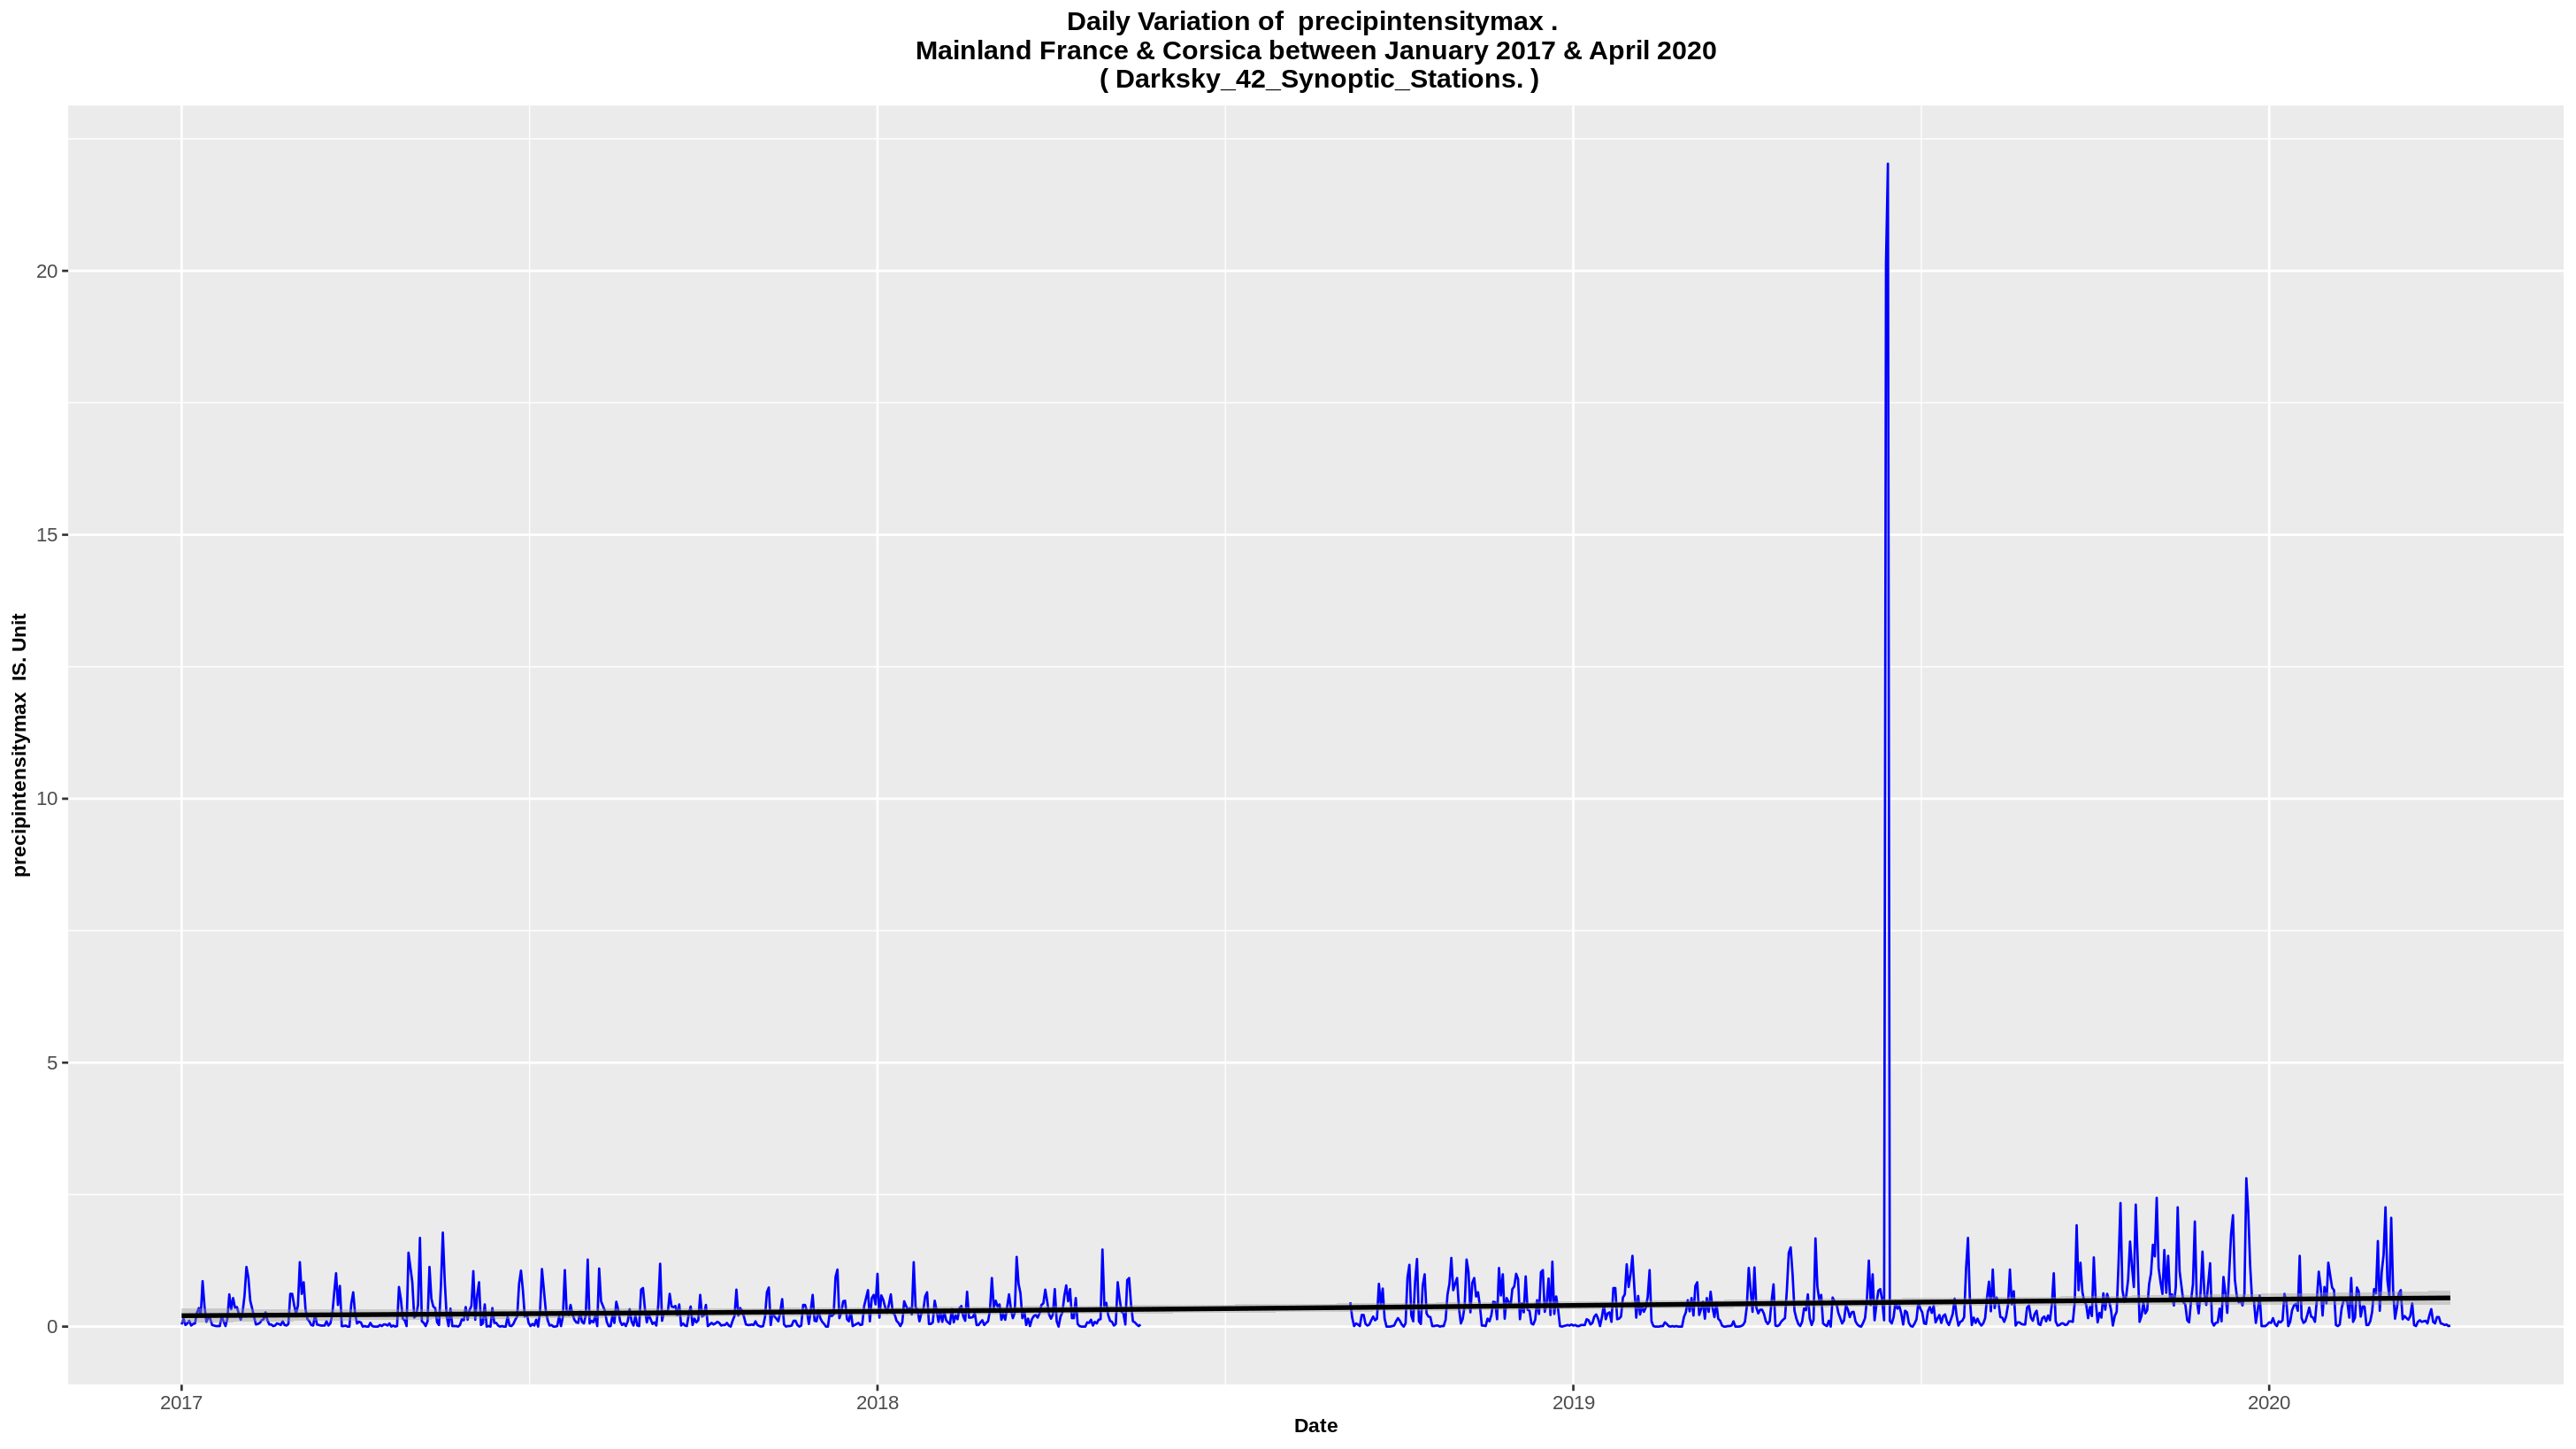 Daily Variation of  precipintensitymax .
Mainland France & Corsica between January 2017 & April 2020
( Darksky_42_Synoptic_Stations. )
precipintensitymax  IS. Unit
20
15
10
5
0
2017 2018 2019 2020
Date